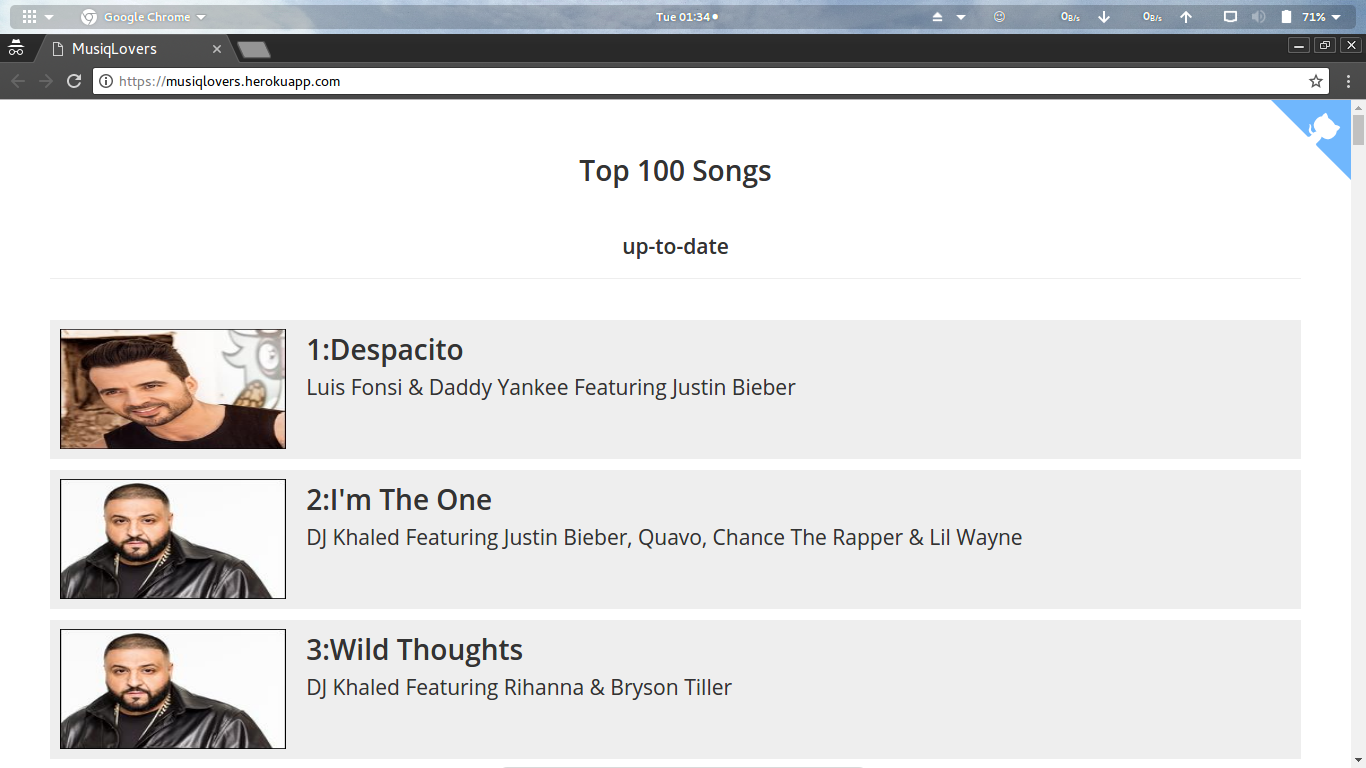 Google Chrome
Tue 01:34
0B/s
0B/s
71%
MusiqLovers
https://musiqlovers.herokuapp.com
Top 100 Songs
up-to-date
1:Despacito
Luis Fonsi & Daddy Yankee Featuring Justin Bieber
2:I'm The One
DJ Khaled Featuring Justin Bieber, Quavo, Chance The Rapper & Lil Wayne
3:Wild Thoughts
DJ Khaled Featuring Rihanna & Bryson Tiller